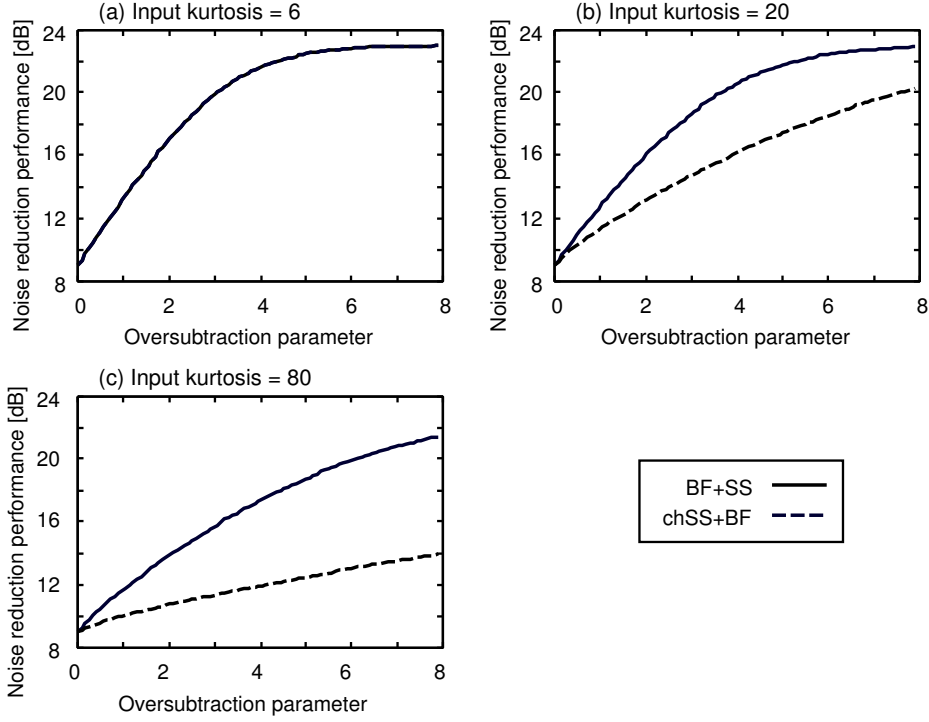 (a) Input kurtosis = 6
Noise reduction performance [dB]
24
20
16
12
8
0 2 4 6 8
Oversubtraction parameter
(b) Input kurtosis = 20
Noise reduction performance [dB]
24
20
16
12
8
0 2 4 6 8
Oversubtraction parameter
(c) Input kurtosis = 80
Noise reduction performance [dB]
24
20
16
12
8
0 2 4 6 8
Oversubtraction parameter
BF+SS
chSS+BF